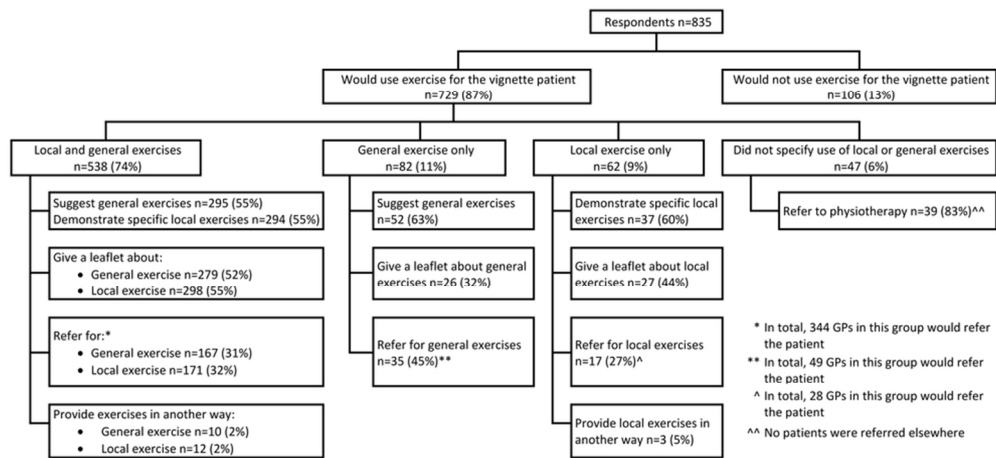 Respondents n=835
Would use exercise for the vignette patient
n=729 (87%)
Would not use exercise for the vignette patient
n=106 (13%)
Local and general exercises
n=538 (74%)
General exercise only
n=82 (11%)
Local exercise only
n=62 (9%)
Did not specify use of local or general exercises
n=47 (6%)
Suggest general exercises n=295 (55%)
Demonstrate specific local exercises n=294 (55%)
Give a leaflet about:
• General exercise n=279 (52%)
• Local exercise n=298 (55%)
Refer for:*
• General exercise n=167 (31%)
• Local exercise n=171 (32%)
Provide exercises in another way:
• General exercise n=10 (2%)
• Local exercise n=12 (2%)
Suggest general exercises
n=52 (63%)
Give a leaflet about general
exercises n=26 (32%)
Refer for general exercises
n=35 (45%)**
Demonstrate specific local
exercises n=37 (60%)
Give a leaflet about local
exercises n=27 (44%)
Refer for local exercises
n=17 (27%)^
Provide local exercises in
another way n=3 (5%)
Refer to physiotherapy n=39 (83%)^^
* In total, 344 GPs in this group would refer
the patient
** In total, 49 GPs in this group would refer
the patient
^ In total, 28 GPs in this group would refer
the patient
^^ No patients were referred elsewhere